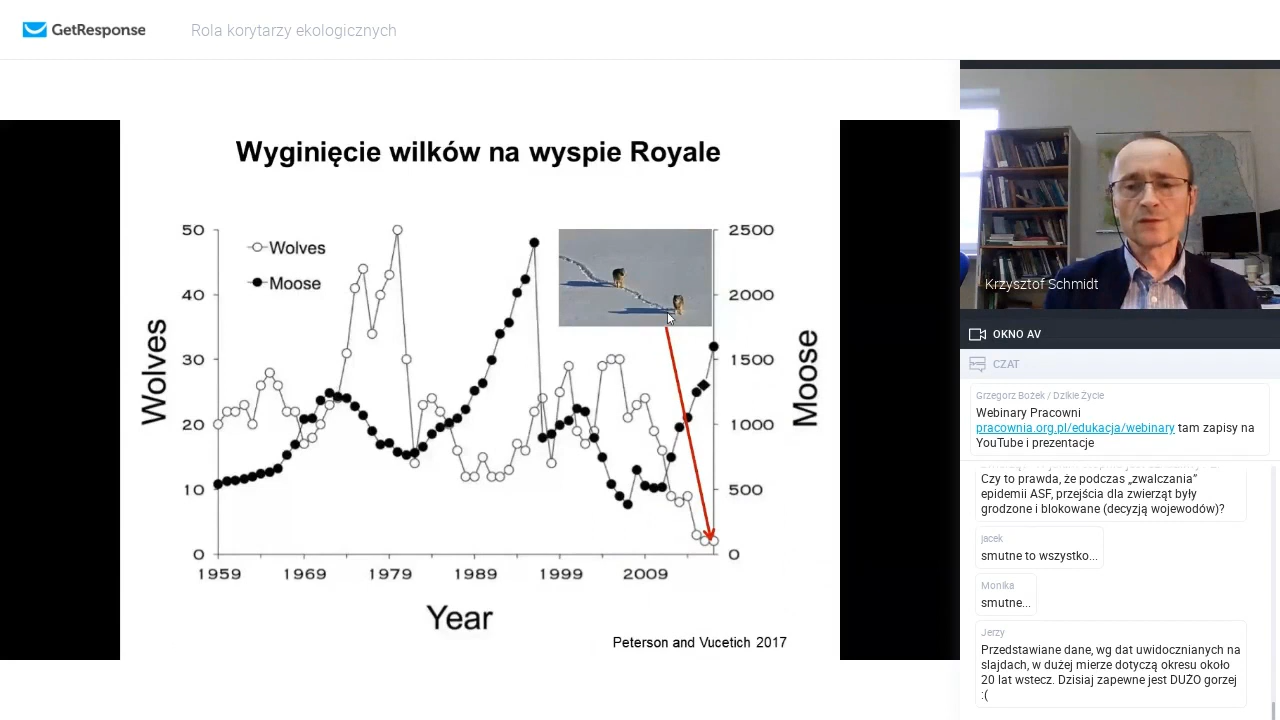 GetResponse
Rola korytarzy ekologicznych
Wyginięcie wilków na wyspie Royale
50
40
30
20
10
0
Wolves
Wolves
Moose
2500
2000
1500
1000
500
0
Moose
1959
1969
1979
1989
1999
2009
Year
Peterson and Vucetich 2017
Krzysztof Schmidt
OKNO AV
CZAT
Grzegorz Bożek / Dzikie Życie
Webinary Pracowni
pracownia.org.pl/edukacja/webinary tam zapisy na
YouTube i prezentacje
Czy to prawda, że podczas „zwalczania”
epidemii ASF, przejścia dla zwierząt były
grodzone i blokowane (decyzją wojewodów)?
jacek
smutne to wszystko...
Monika
smutne...
Jerzy
Przedstawiane dane, wg dat uwidocznianych na
slajdach, w dużej mierze dotyczą okresu około
20 lat wstecz. Dzisiaj zapewne jest DUŻO gorzej
:(